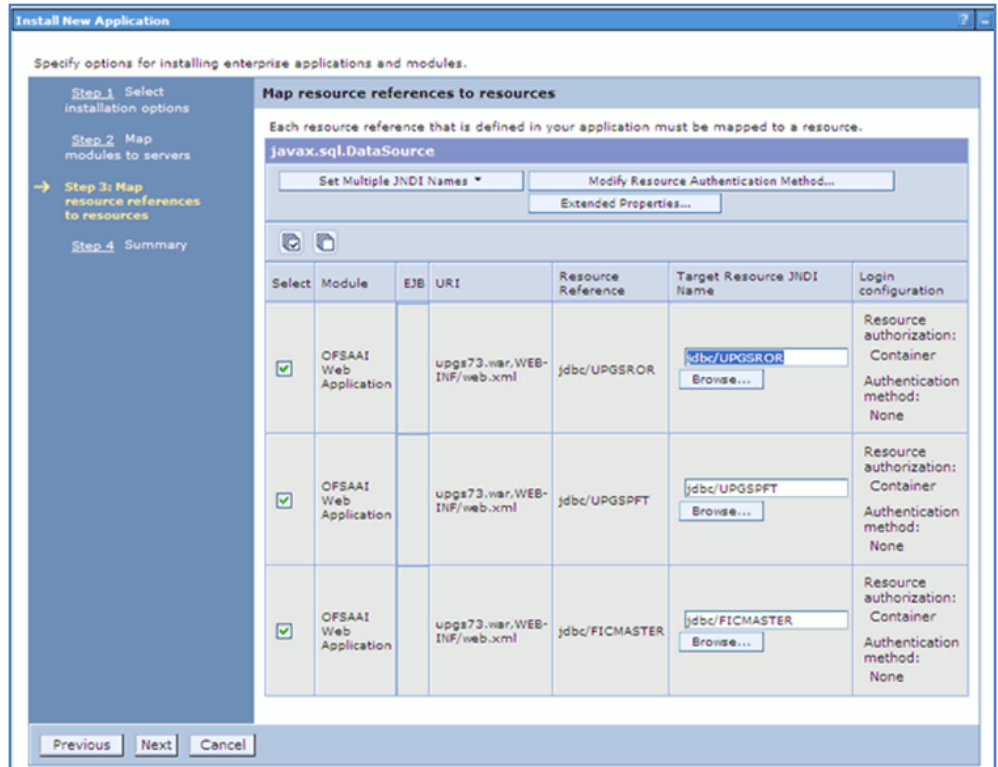 Install New Application
? –
Specify options for installing enterprise applications and modules.
Step 1 Select
installation options
Step 2 Map
modules to servers
Step 3: Map
resource references
to resources
Step 4 Summary
Map resource references to resources
Each resource reference that is defined in your application must be mapped to a resource.
javax.sql.DataSource
Set Multiple JNDI Names
Modify Resource Authentication Method...
Extended Properties...
Select Module EJB URI Resource Reference Target Resource JNDI Name Login configuration
OFSAAI
Web
Application
upgs73.war,WEB-
INF/web.xml
jdbc/UPGSROR
jdbc/UPGSROR
Browse...
Resource
authorization:
Container
Authentication
method:
None
OFSAAI
Web
Application
upgs73.war,WEB-
INF/web.xml
jdbc/UPGSPFT
jdbc/UPGSPFT
Browse...
Resource
authorization:
Container
Authentication
method:
None
OFSAAI
Web
Application
upgs73.war,WEB-
INF/web.xml
jdbc/FICMASTER
jdbc/FICMASTER
Browse...
Resource
authorization:
Container
Authentication
method:
None
Previous Next Cancel